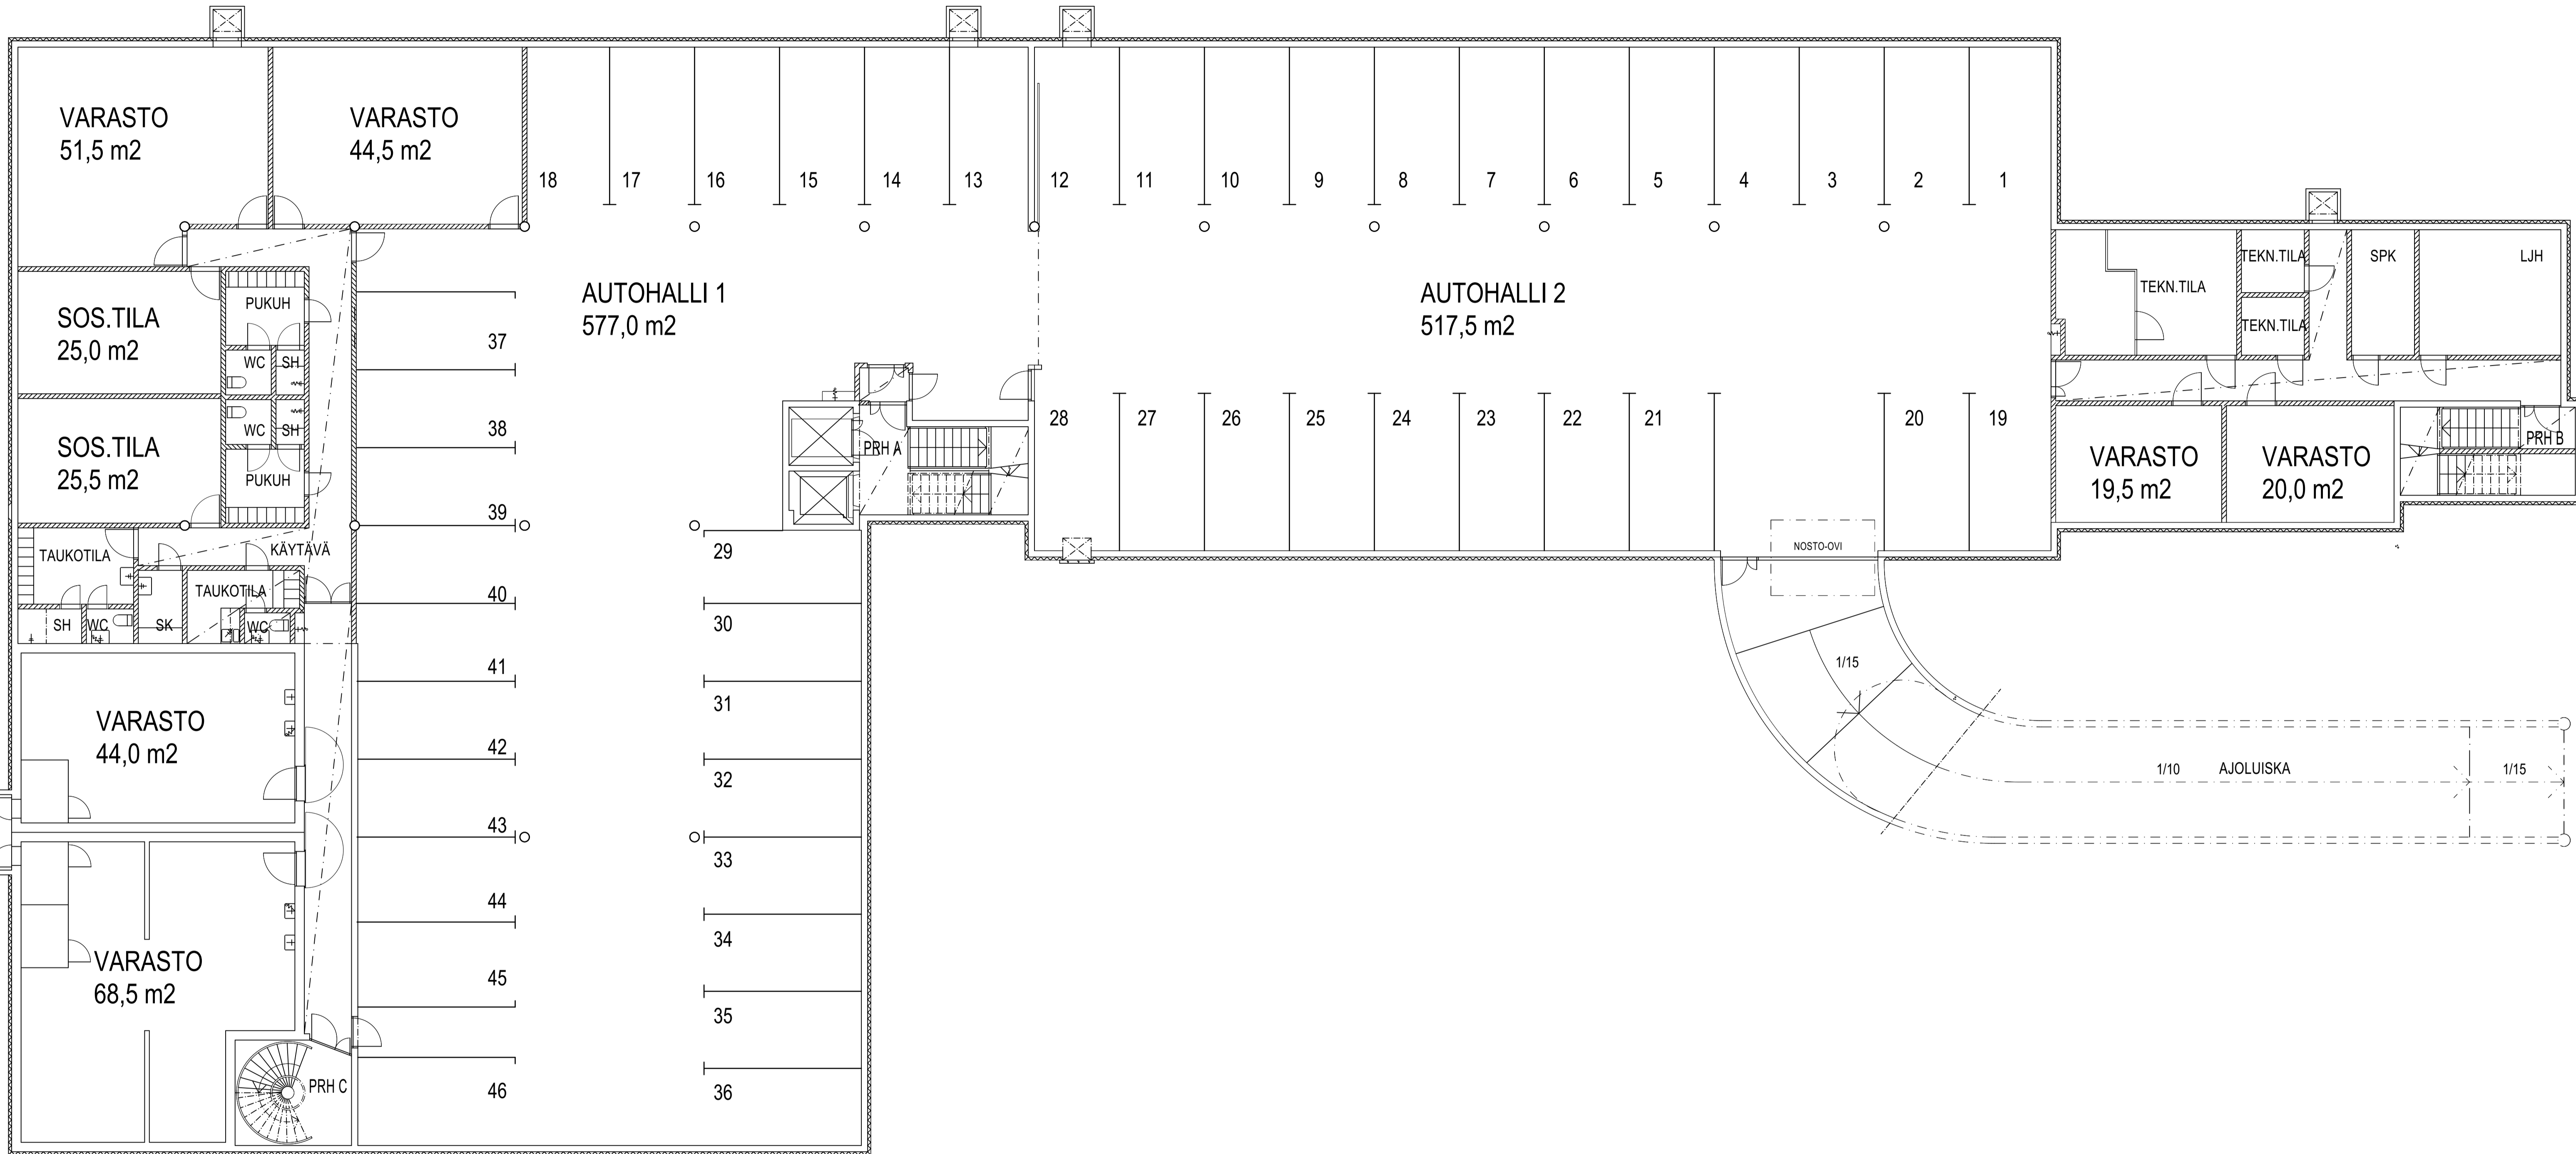 VARASTO
51,5 m2
VARASTO
44,5 m2
18
17
16
15
14
13
12
11
10
9
8
7
6
5
4
3
2
1
SOS.TILA
25,0 m2
PUKUH
WC
SH
37
AUTOHALLI 1
577,0 m2
AUTOHALLI 2
517,5 m2
TEKN.TILA
TEKN.TILA
TEKN.TILA
SPK
LJH
SOS.TILA
25,5 m2
WC
SH
PUKUH
38
39
PRH A
28
27
26
25
24
23
22
21
20
19
VARASTO
19,5 m2
VARASTO
20,0 m2
PRH B
TAUKOTILA
KÄYTÄVÄ
TAUKOTILA
SH
WC
SK
WC
40
29
30
NOSTO-OVI
VARASTO
44,0 m2
41
42
43
31
32
33
1/15
1/10
AJOLUISKA
1/15
VARASTO
68,5 m2
44
45
46
34
35
36
PRH C